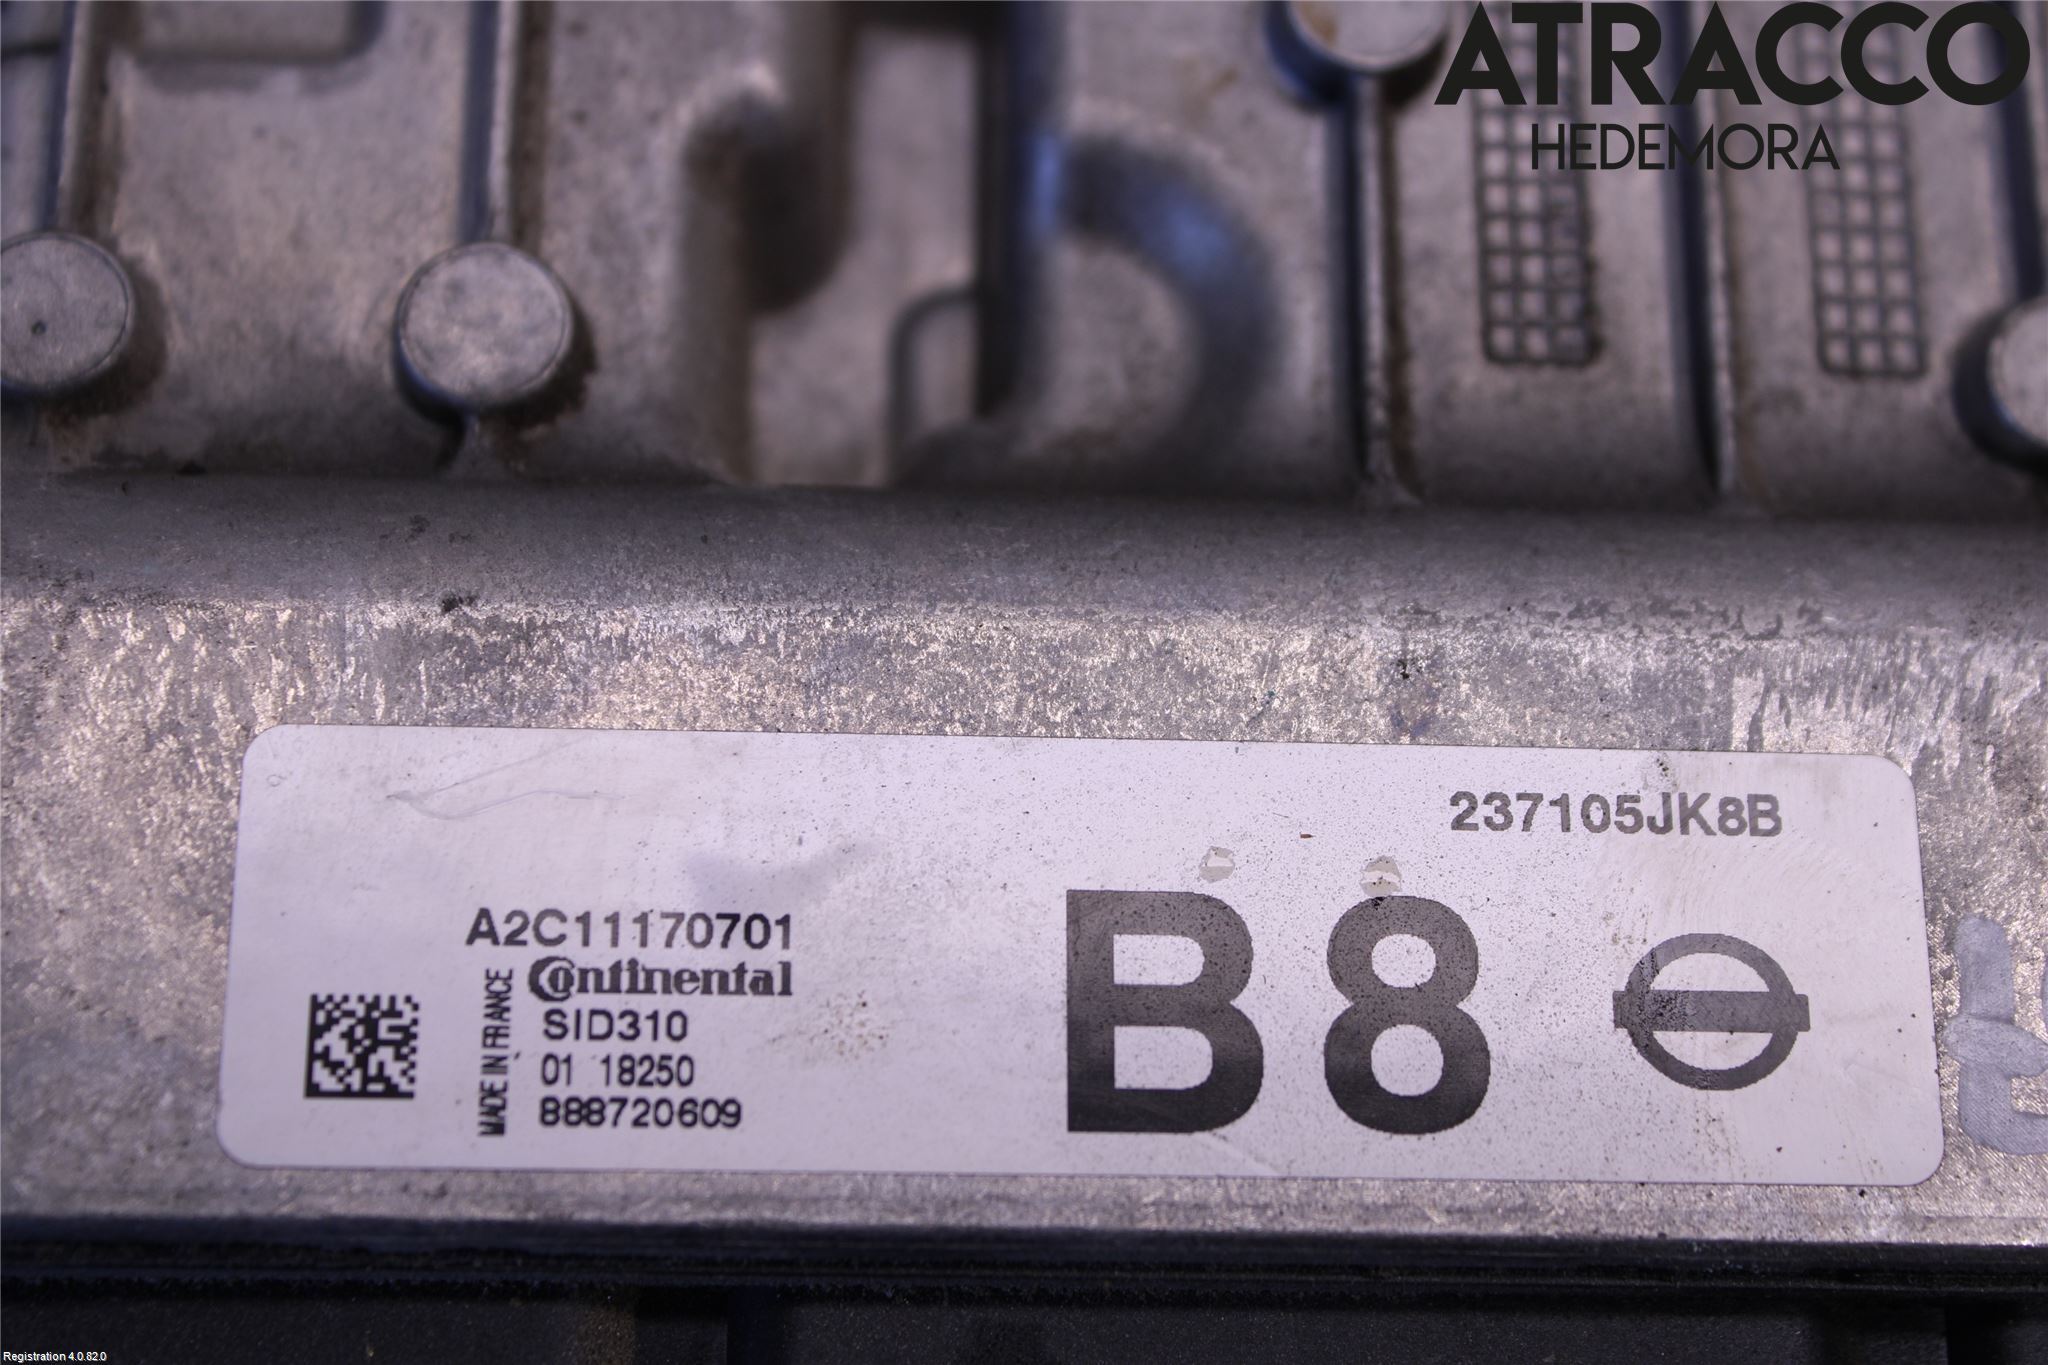 ATRACCO
HEDEMORA
237105JK8B
A2C11170701
Continental
MADE IN FRANCE
SID310
01 18250
888720609
B8
Registration 4.0.82.0